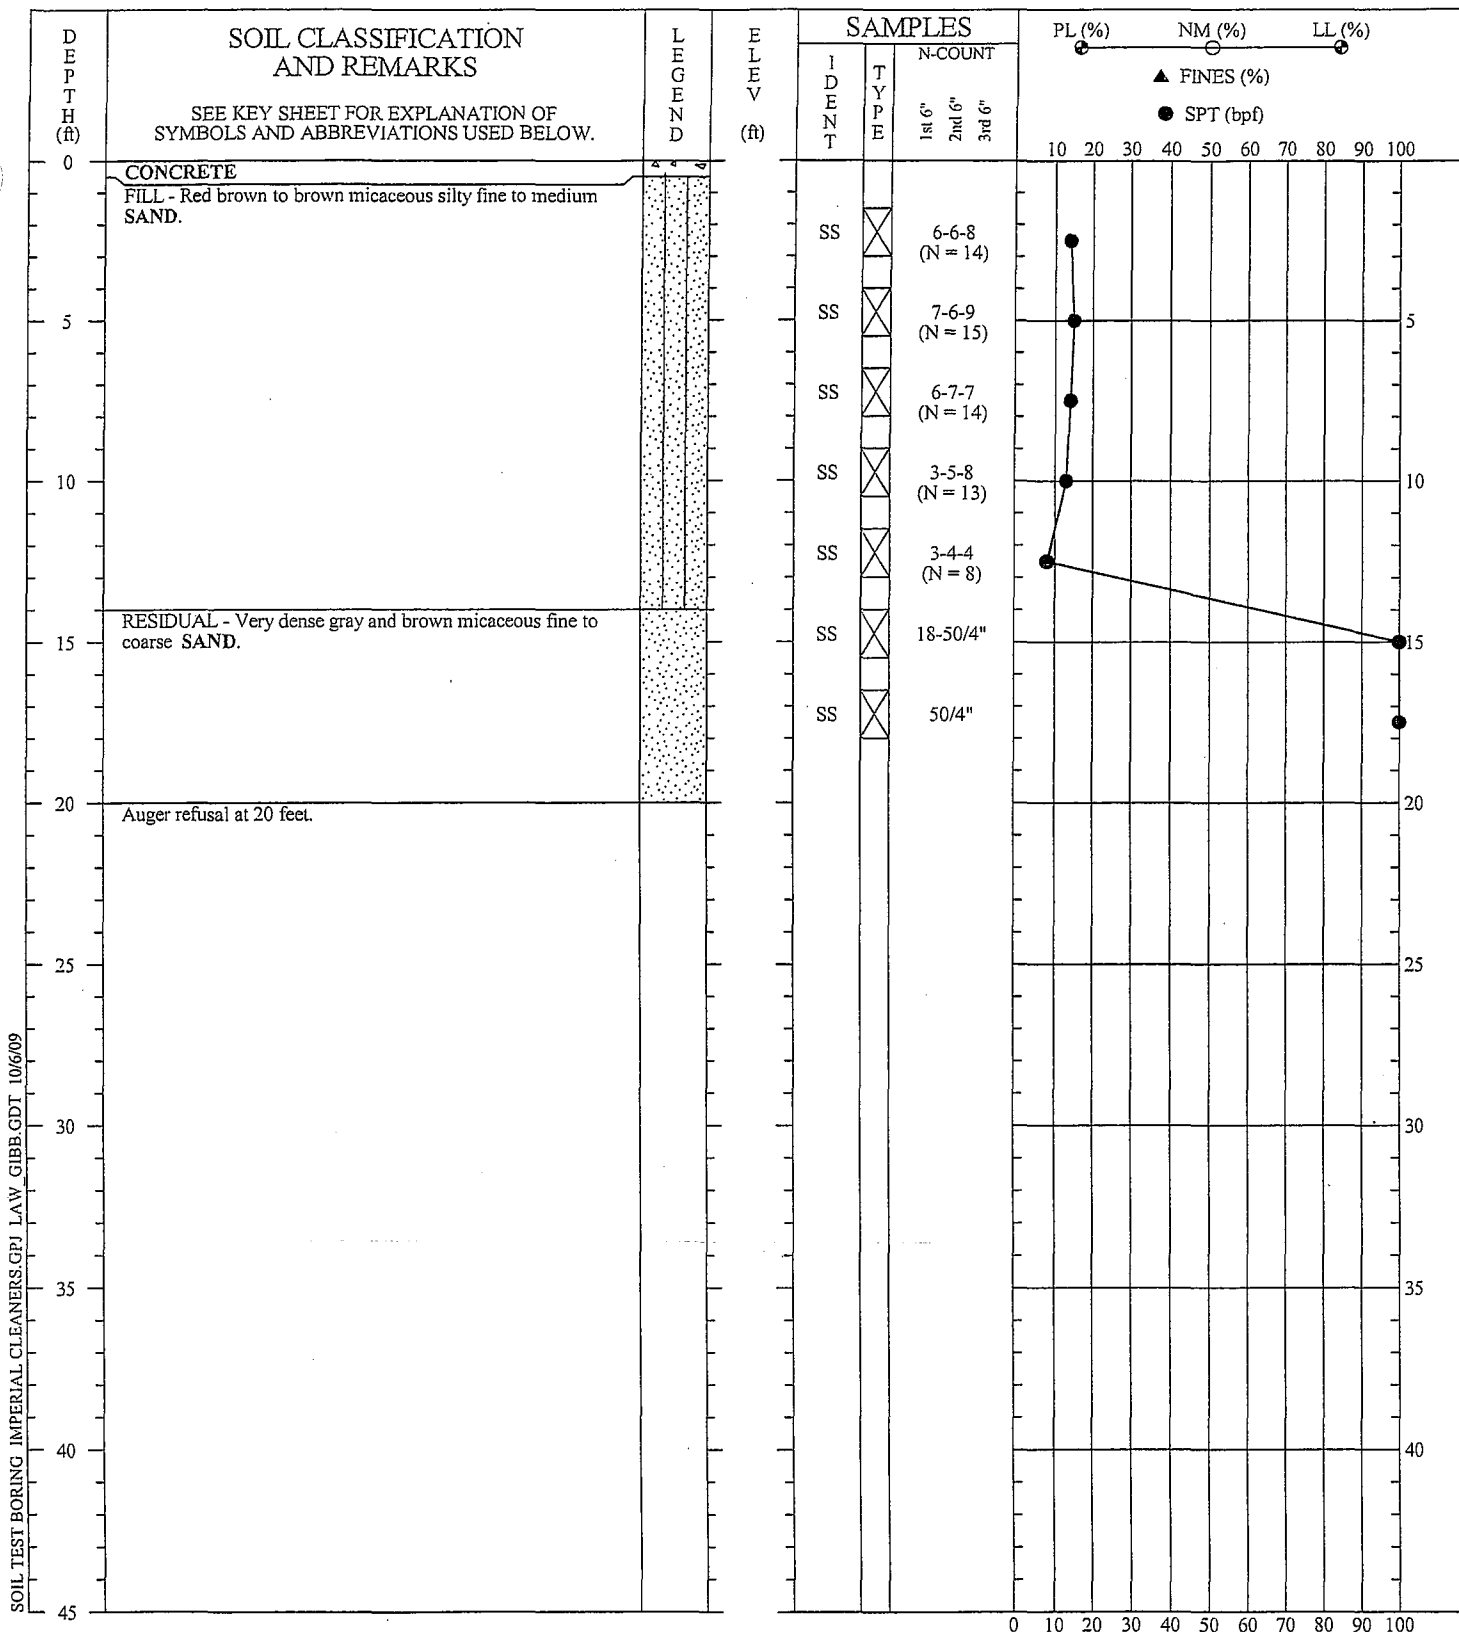 DEPTH
(ft)
SOIL CLASSIFICATION
AND REMARKS
SEE KEY SHEET FOR EXPLANATION OF
SYMBOLS AND ABBREVIATIONS USED BELOW.
LEGEND
ELEV
(ft)
SAMPLES
IDENT
TYPE
N-COUNT
1st 6"
2nd 6"
3rd 6"
PL (%) NM (%) LL (%)
▲ FINES (%)
● SPT (bpf)
10 20 30 40 50 60 70 80 90 100
0
CONCRETE
FILL - Red brown to brown micaceous silty fine to medium
SAND.
SS
6-6-8
(N = 14)
5
SS
7-6-9
(N = 15)
5
SS
6-7-7
(N = 14)
10
SS
3-5-8
(N = 13)
10
SS
3-4-4
(N = 8)
RESIDUAL - Very dense gray and brown micaceous fine to
coarse SAND.
15
SS
18-50/4"
15
SS
50/4"
20
Auger refusal at 20 feet.
20
25
25
30
30
35
35
40
40
45
0 10 20 30 40 50 60 70 80 90 100
SOIL TEST BORING IMPERIAL CLEANERS.GPJ LAW_GIBB.GDT 10/6/09